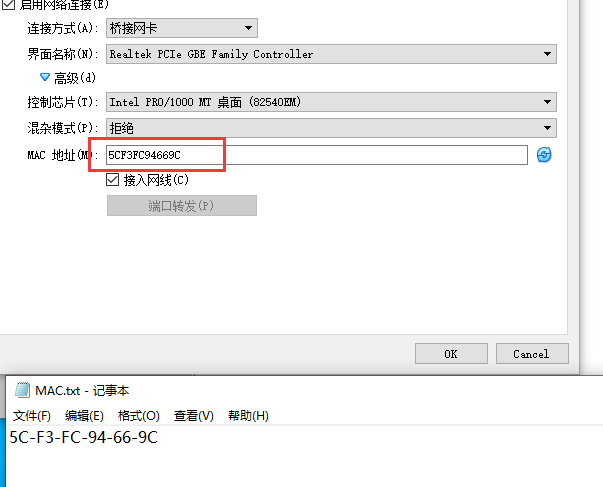 启用网络连接(E)
连接方式(A): 桥接网卡
界面名称(N): Realtek PCIe GBE Family Controller
高级(d)
控制芯片(T): Intel PRO/1000 MT 桌面 (82540EM)
混杂模式(P): 拒绝
MAC 地址(M): 5CF3FC94669C
接入网线(C)
端口转发(P)
OK Cancel
MAC.txt - 记事本
文件(F) 编辑(E) 格式(O) 查看(V) 帮助(H)
5C-F3-FC-94-66-9C